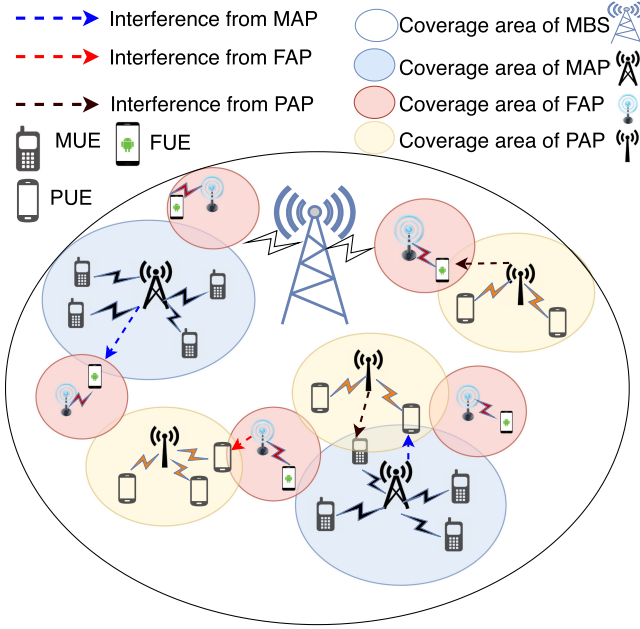 Interference from MAP
Interference from FAP
Interference from PAP
MUE
FUE
PUE
Coverage area of MBS
Coverage area of MAP
Coverage area of FAP
Coverage area of PAP